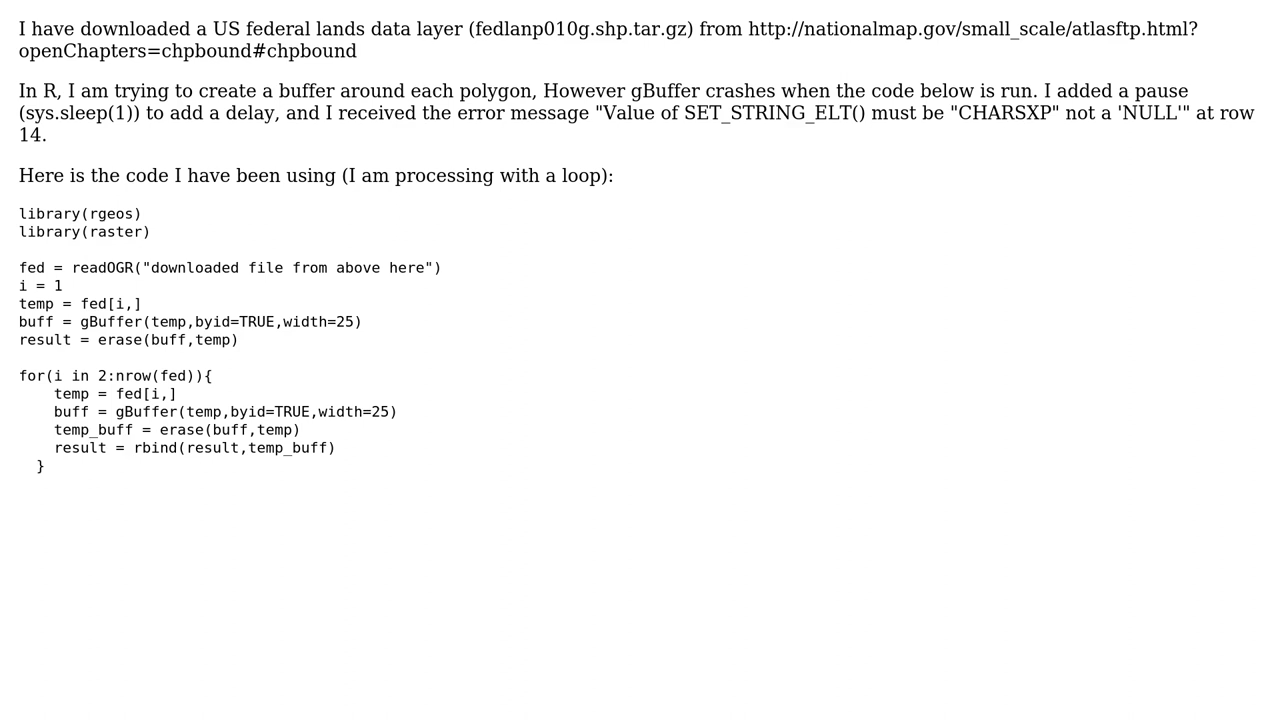 I have downloaded a US federal lands data layer (fedlanp010g.shp.tar.gz) from http://nationalmap.gov/small_scale/atlasftp.html?
openChapters=chpbound#chpbound
In R, I am trying to create a buffer around each polygon, However gBuffer crashes when the code below is run. I added a pause
(sys.sleep(1)) to add a delay, and I received the error message "Value of SET_STRING_ELT() must be "CHARSXP" not a 'NULL'" at row
14.
Here is the code I have been using (I am processing with a loop):
library(rgeos)
library(raster)
fed = readOGR("downloaded file from above here")
i = 1
temp = fed[i,]
buff = gBuffer(temp,byid=TRUE,width=25)
result = erase(buff,temp)
for(i in 2:nrow(fed)){
    temp = fed[i,]
    buff = gBuffer(temp,byid=TRUE,width=25)
    temp_buff = erase(buff,temp)
    result = rbind(result,temp_buff)
  }